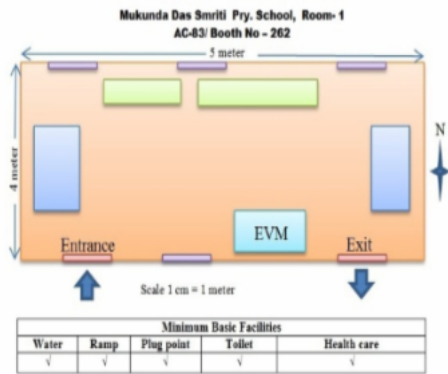 Mukunda Das Smriti Pry. School, Room- 1
AC-83/ Booth No – 262
5 meter
4 meter
N
EVM
Entrance
Exit
Scale 1 cm = 1 meter
Minimum Basic Facilities
Water Ramp Plug point Toilet Health care
√ √ √ √ √